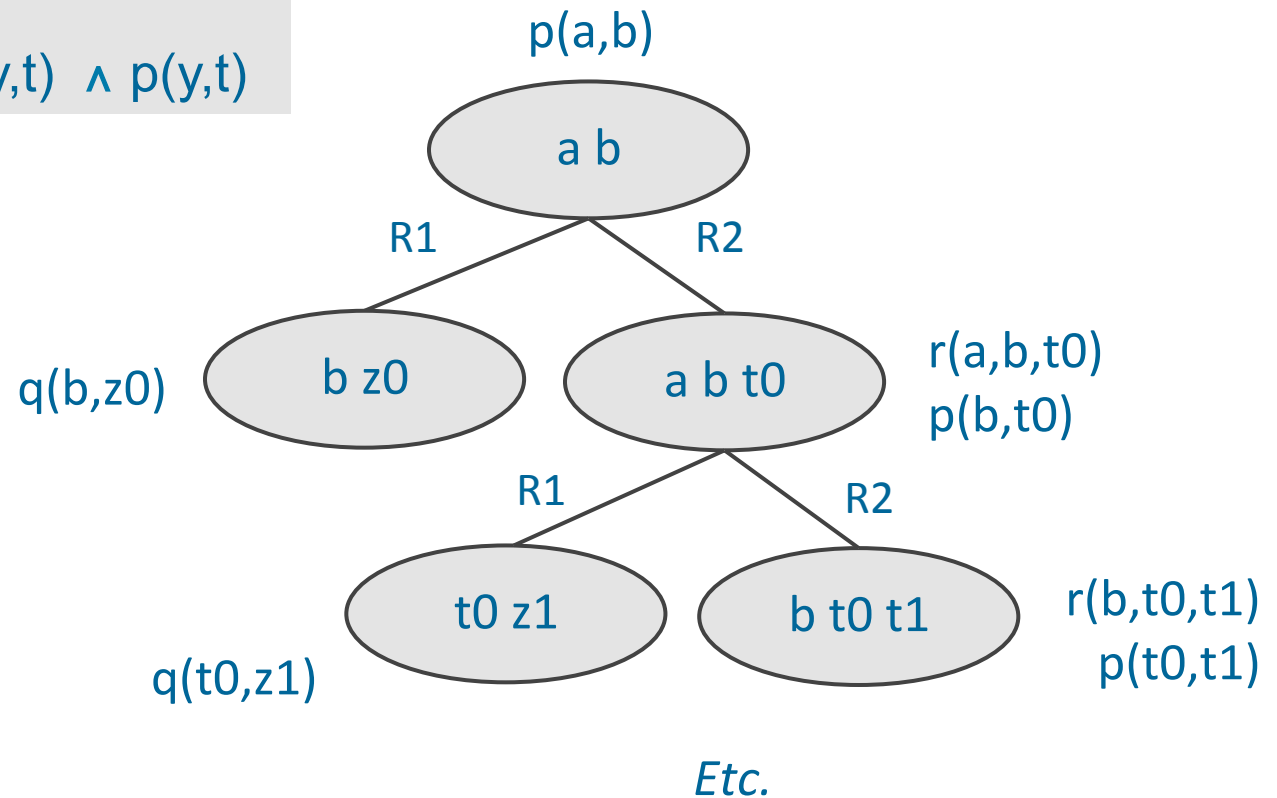 p(a,b)
,t) ∧ p(y,t)
a b
R1 R2
b z0
a b t0
q(b,z0)
r(a,b,t0)
p(b,t0)
R1 R2
t0 z1
b t0 t1
q(t0,z1)
r(b,t0,t1)
p(t0,t1)
Etc.